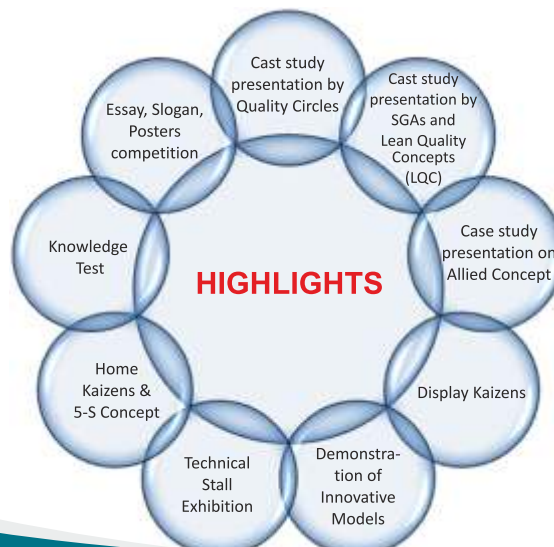 Cast study
presentation by
Quality Circles
Cast study
presentation by
SGAs and
Lean Quality
Concepts
(LQC)
Case study
presentation on
Allied Concept
Display Kaizens
Demonstra-
tion of
Innovative
Models
Technical
Stall
Exhibition
Home
Kaizens &
5-S Concept
Knowledge
Test
Essay, Slogan,
Posters
competition
HIGHLIGHTS